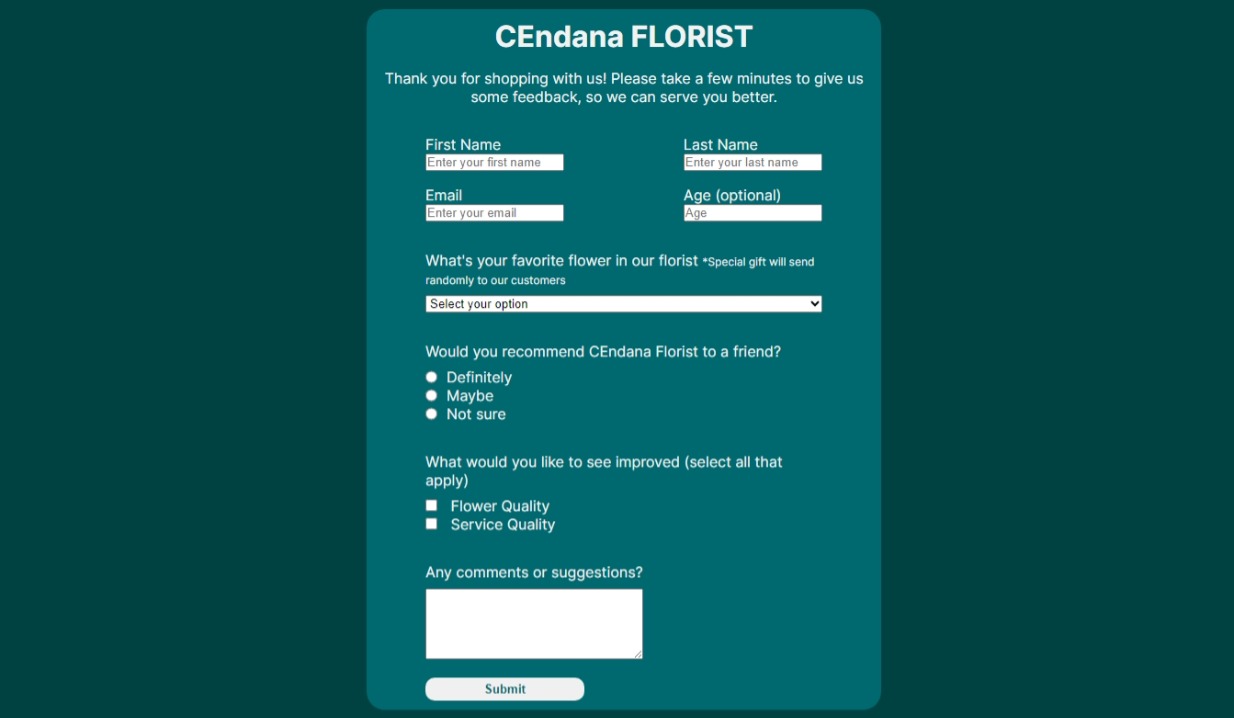 CEndana FLORIST
Thank you for shopping with us! Please take a few minutes to give us
some feedback, so we can serve you better.
First Name
Last Name
Enter your first name
Enter your last name
Email
Age (optional)
Enter your email
Age
What's your favorite flower in our florist *Special gift will send
randomly to our customers
Select your option
Would you recommend CEndana Florist to a friend?
Definitely
Maybe
Not sure
What would you like to see improved (select all that
apply)
Flower Quality
Service Quality
Any comments or suggestions?
Submit